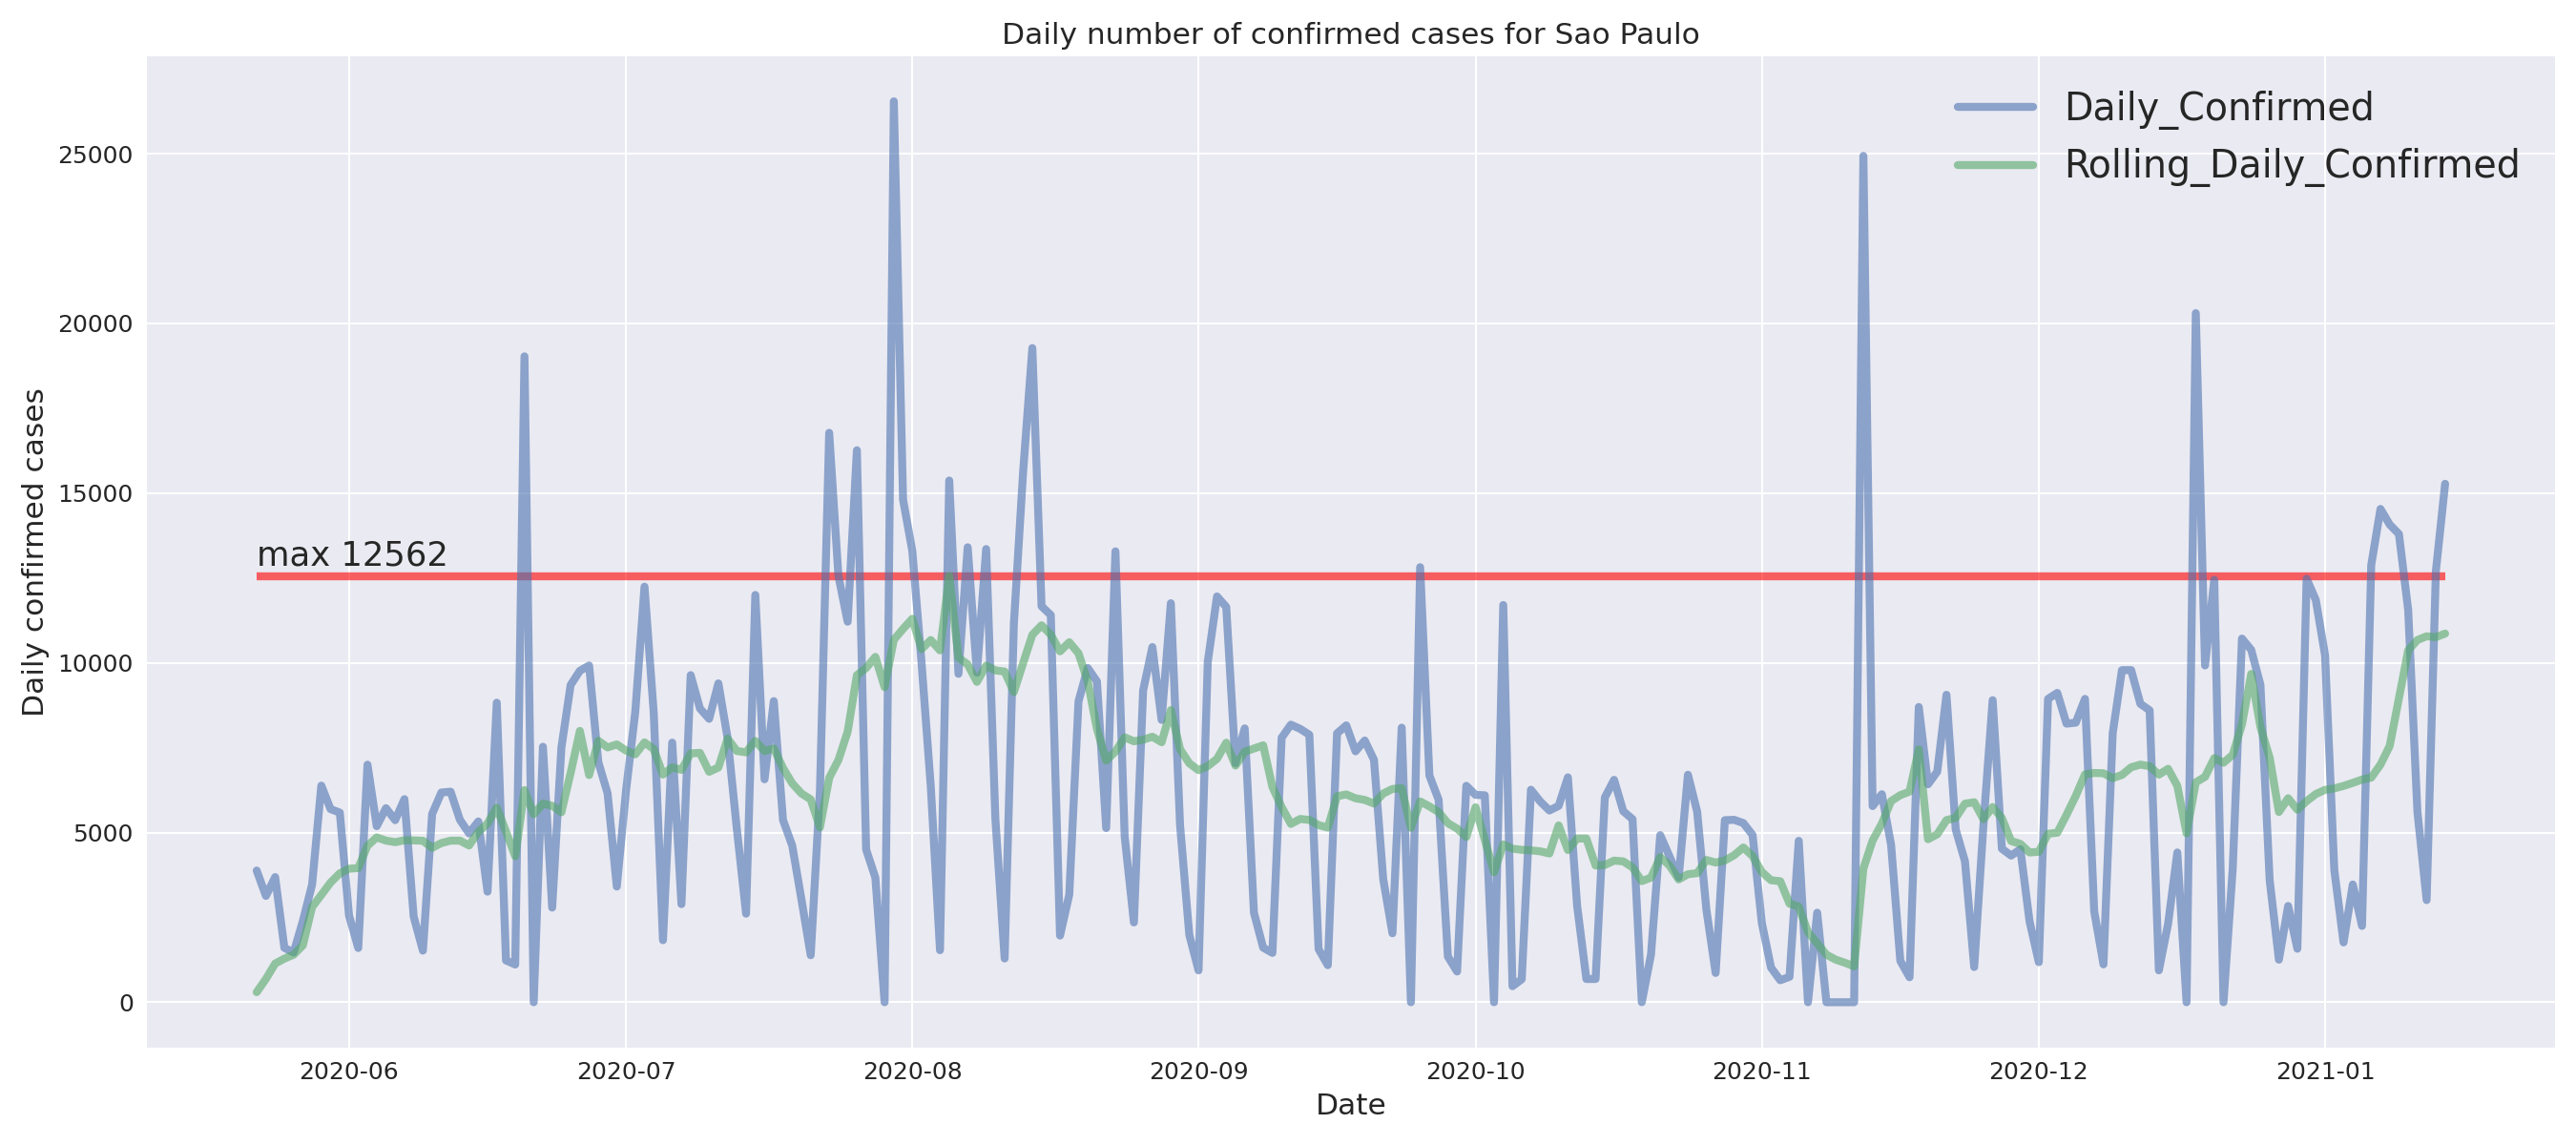 Daily number of confirmed cases for Sao Paulo
Daily_Confirmed
Rolling_Daily_Confirmed
25000
20000
15000
10000
5000
0
max 12562
Daily confirmed cases
2020-06 2020-07 2020-08 2020-09 2020-10 2020-11 2020-12 2021-01
Date